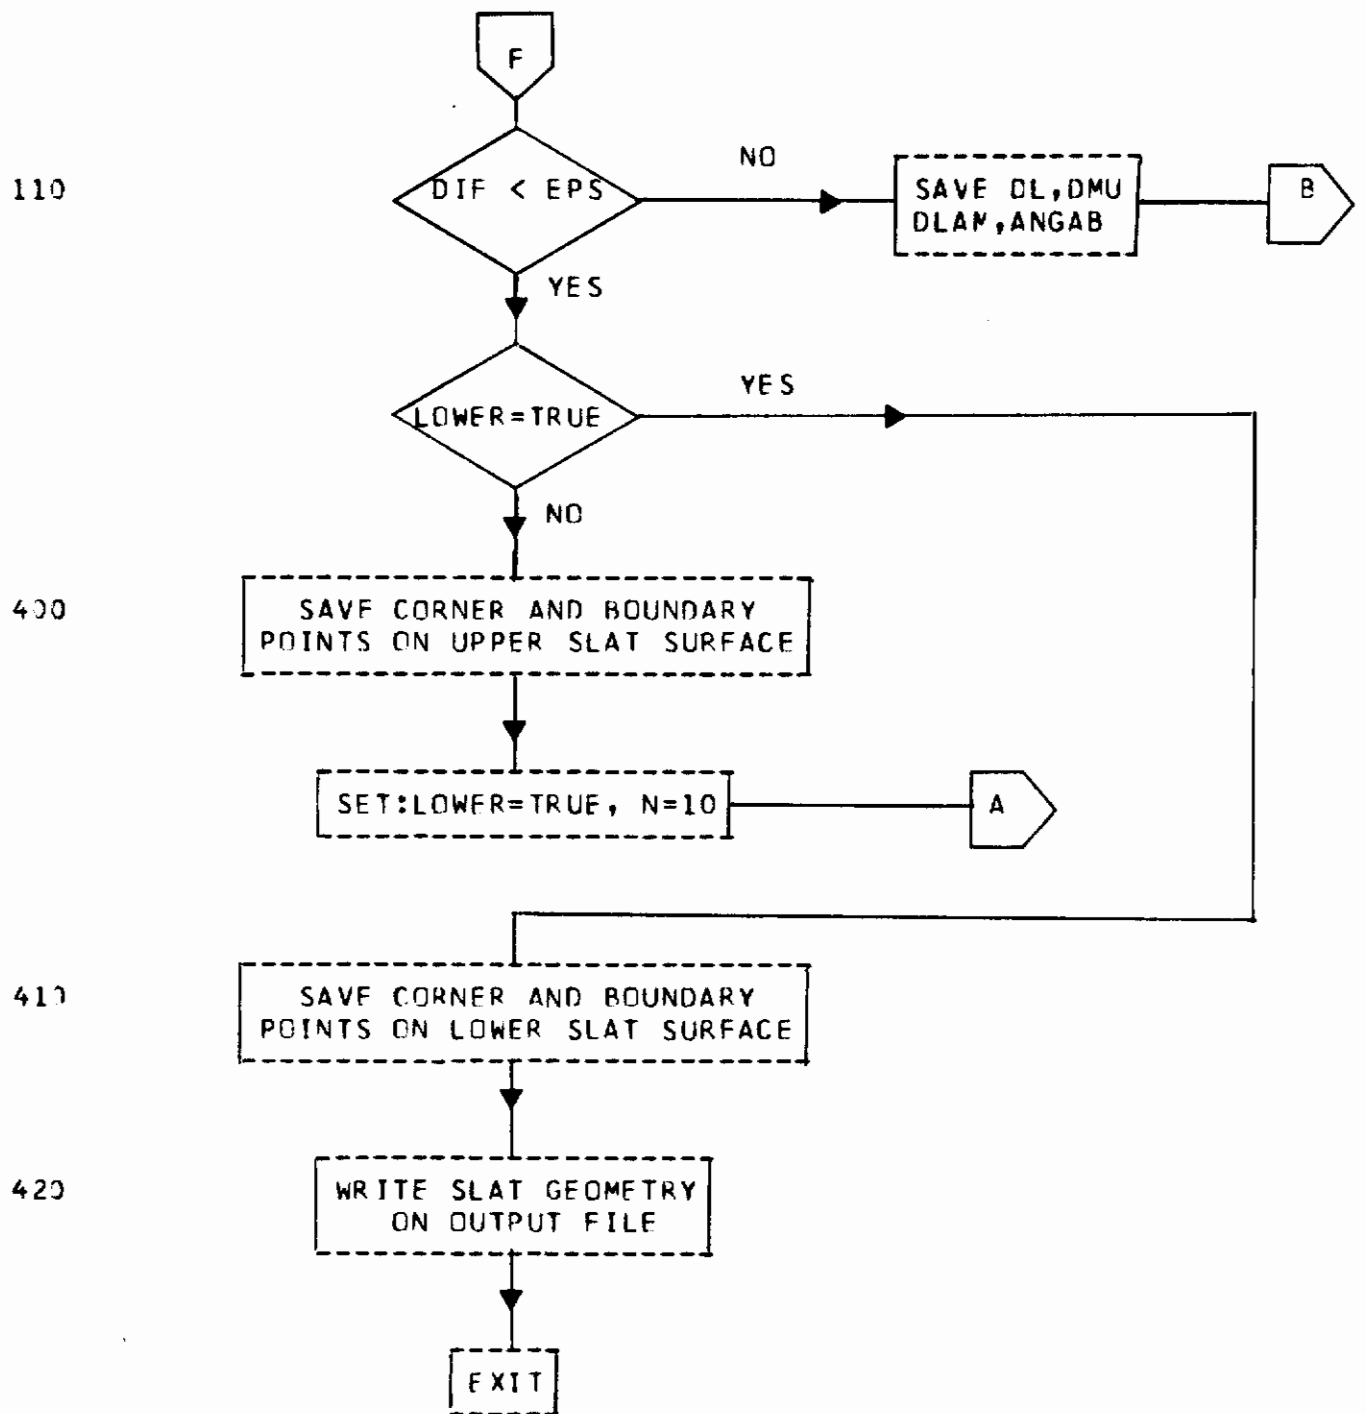 F
110
DIF < EPS
NO
SAVE DL,DMU
DLAM,ANGAB
B
YES
LOWER=TRUE
YES
NO
400
SAVE CORNER AND BOUNDARY
POINTS ON UPPER SLAT SURFACE
SET:LOWER=TRUE, N=10
A
410
SAVE CORNER AND BOUNDARY
POINTS ON LOWER SLAT SURFACE
420
WRITE SLAT GEOMETRY
ON OUTPUT FILE
EXIT